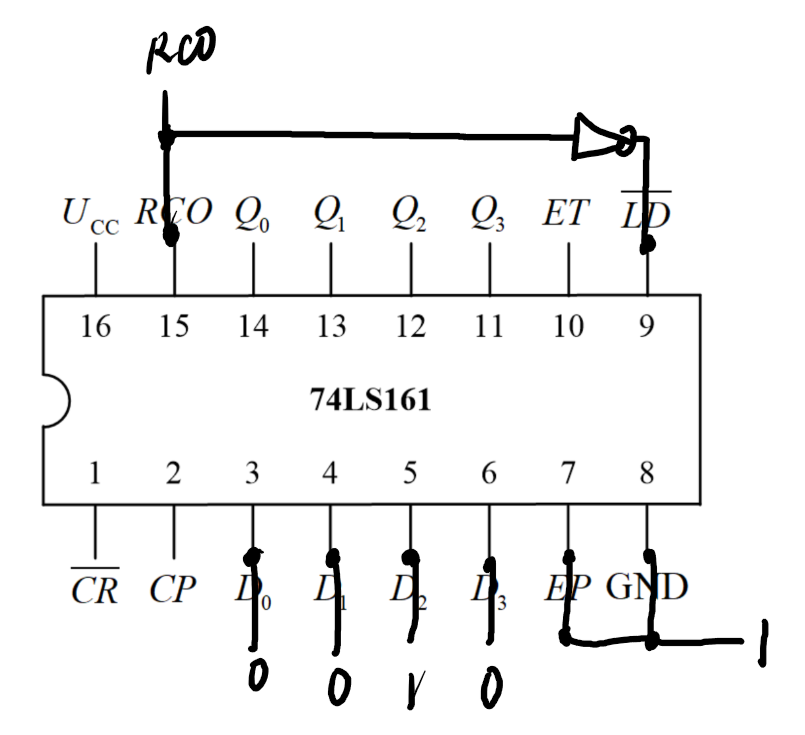 RCO
U_CC RCO Q_0 Q_1 Q_2 Q_3 ET \overline{LD}
16 15 14 13 12 11 10 9
74LS161
1 2 3 4 5 6 7 8
\overline{CR} CP D_0 D_1 D_2 D_3 EP GND
1
0 0 1 0